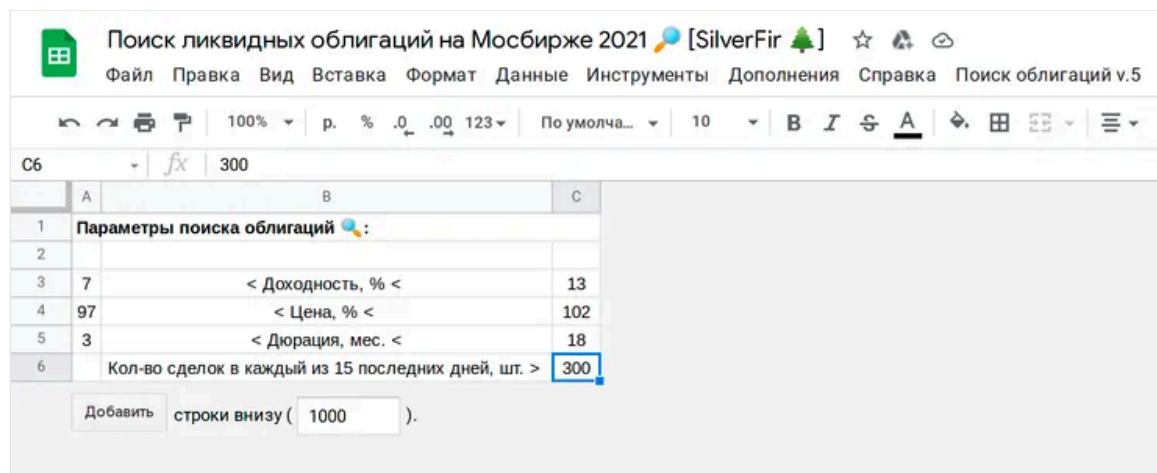 Поиск ликвидных облигаций на Мосбирже 2021 🔎 [SilverFir 🌲]
Файл Правка Вид Вставка Формат Данные Инструменты Дополнения Справка Поиск облигаций v.5
100% р. % .0 .00 123 По умолча... 10 B I S A
C6 fx 300
A B C
1 Параметры поиска облигаций 🔍:
2
3 7 < Доходность, % < 13
4 97 < Цена, % < 102
5 3 < Дюрация, мес. < 18
6 Кол-во сделок в каждый из 15 последних дней, шт. > 300
Добавить строки внизу ( 1000 ).